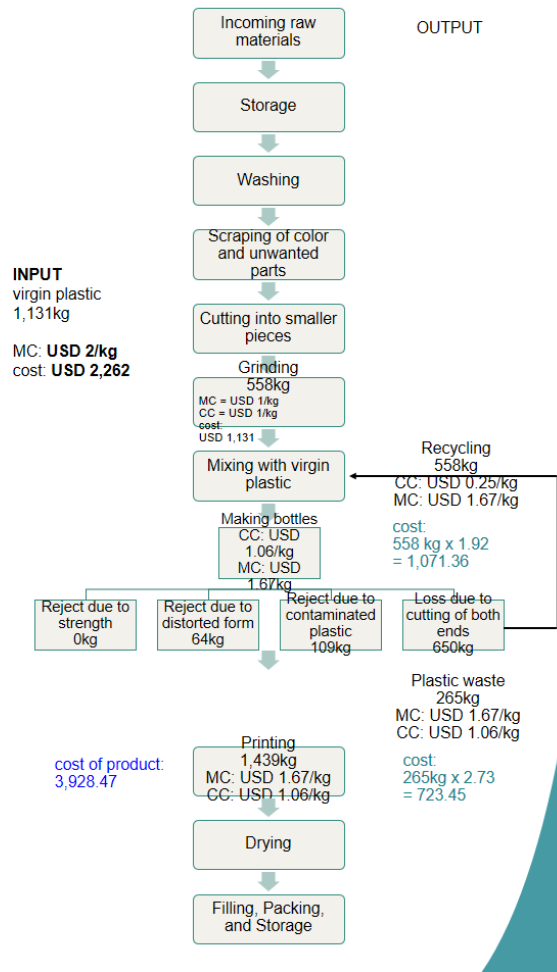 Incoming raw
materials
OUTPUT
Storage
Washing
Scraping of color
and unwanted
parts
INPUT
virgin plastic
1,131kg
MC: USD 2/kg
cost: USD 2,262
Cutting into smaller
pieces
Grinding
558kg
MC = USD 1/kg
CC = USD 1/kg
cost:
USD 1,131
Mixing with virgin
plastic
Recycling
558kg
CC: USD 0.25/kg
MC: USD 1.67/kg
cost:
558 kg x 1.92
= 1,071.36
Making bottles
CC: USD
1.06/kg
MC: USD
1.67kg
Reject due to
strength
0kg
Reject due to
distorted form
64kg
Reject due to
contaminated
plastic
109kg
Loss due to
cutting of both
ends
650kg
Plastic waste
265kg
MC: USD 1.67/kg
CC: USD 1.06/kg
cost:
265kg x 2.73
= 723.45
cost of product:
3,928.47
Printing
1,439kg
MC: USD 1.67/kg
CC: USD 1.06/kg
Drying
Filling, Packing,
and Storage